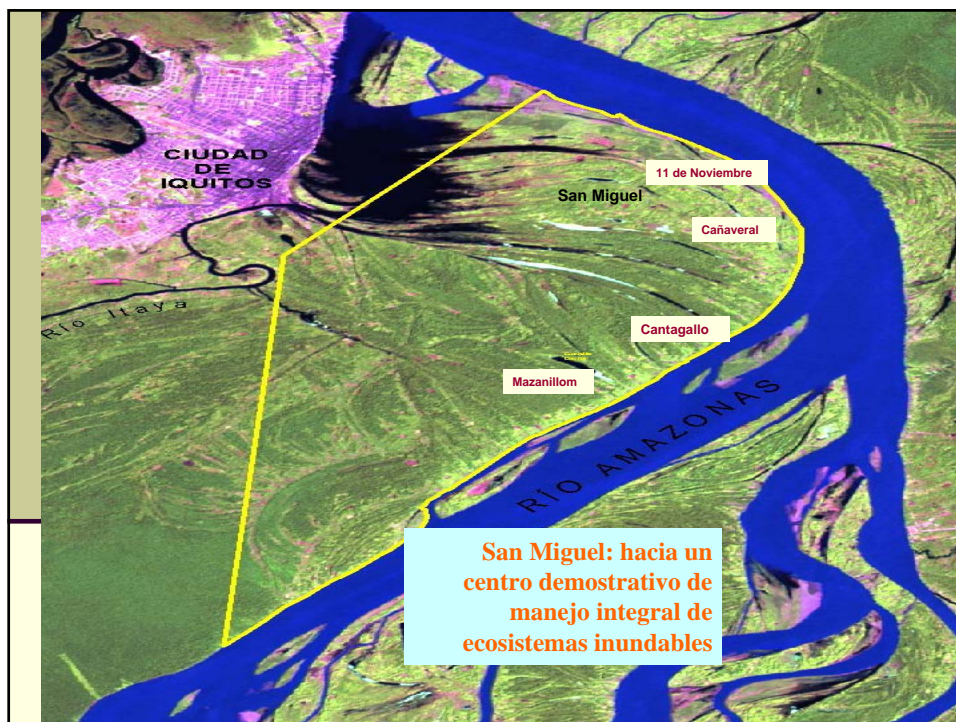 CIUDAD
DE
IQUITOS
11 de Noviembre
San Miguel
Cañaveral
Río Itaya
Cantagallo
Mazanillom
RÍO AMAZONAS
San Miguel: hacia un
centro demostrativo de
manejo integral de
ecosistemas inundables